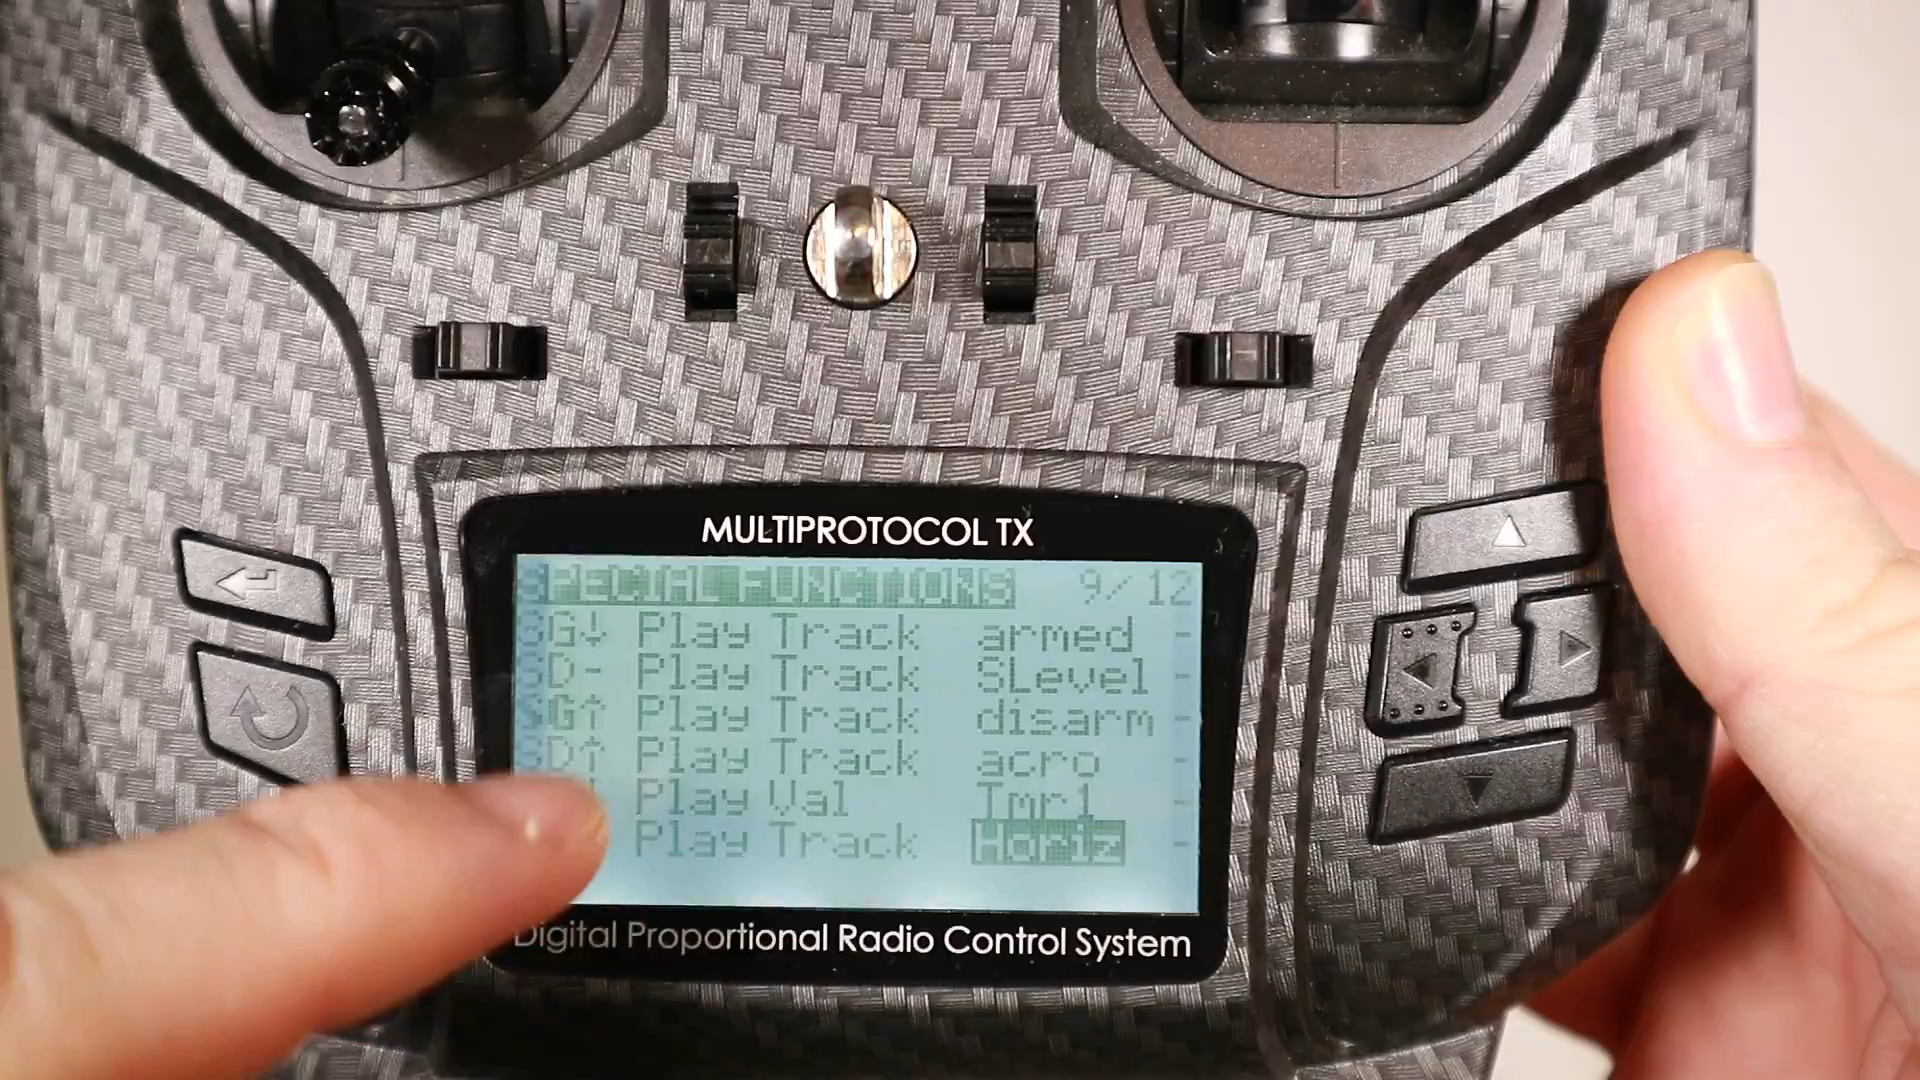 MULTIPROTOCOL TX
SPECIAL FUNCTIONS 9/12
SG↓ Play Track armed -
SD- Play Track SLevel -
SG↑ Play Track disarm -
SD↑ Play Track acro -
Play Val Tmr1 -
Play Track Horiz -
Digital Proportional Radio Control System